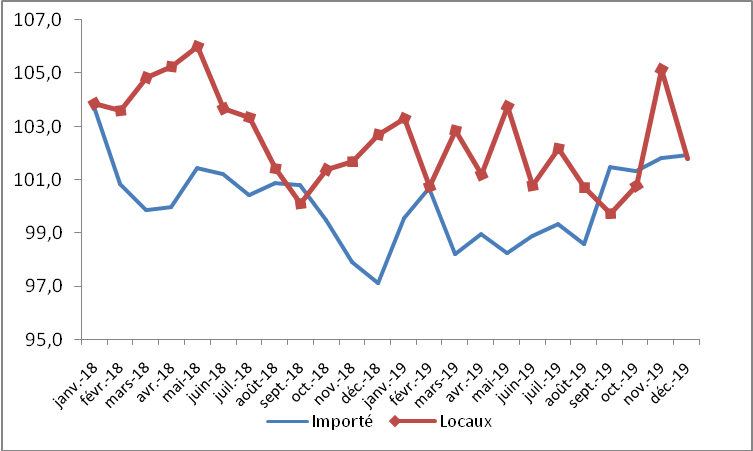 107,0
105,0
103,0
101,0
99,0
97,0
95,0
janv.-18
févr.-18
mars-18
avr.-18
mai-18
juin-18
juil.-18
août-18
sept.-18
oct.-18
nov.-18
déc.-18
janv.-19
févr.-19
mars-19
avr.-19
mai-19
juin-19
juil.-19
août-19
sept.-19
oct.-19
nov.-19
déc.-19
Importé
Locaux